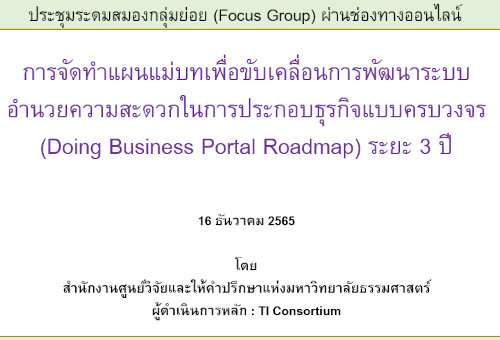 ประชุมระดมสมองกลุ่มย่อย (Focus Group) ผ่านช่องทางออนไลน์
การจัดทำแผนแม่บทเพื่อขับเคลื่อนการพัฒนาระบบ
อำนวยความสะดวกในการประกอบธุรกิจแบบครบวงจร
(Doing Business Portal Roadmap) ระยะ 3 ปี
16 ธันวาคม 2565
โดย
สำนักงานศูนย์วิจัยและให้คำปรึกษาแห่งมหาวิทยาลัยธรรมศาสตร์
ผู้ดำเนินการหลัก : TI Consortium